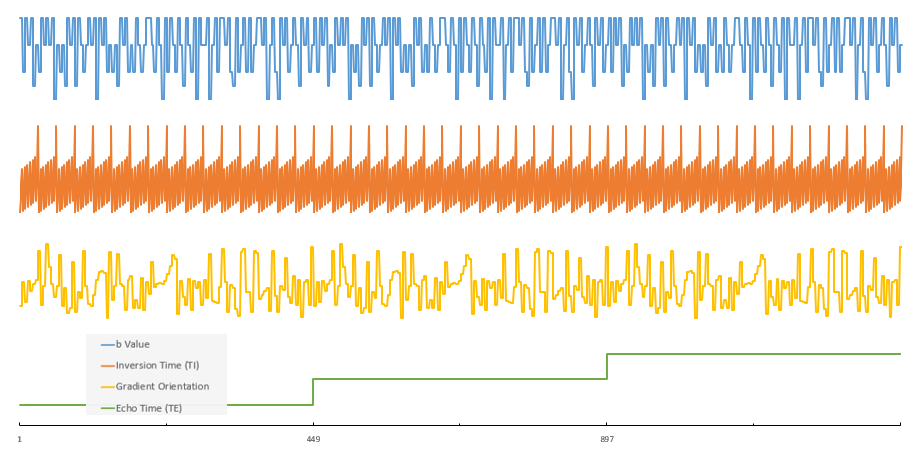 b Value
Inversion Time (TI)
Gradient Orientation
Echo Time (TE)
1 449 897